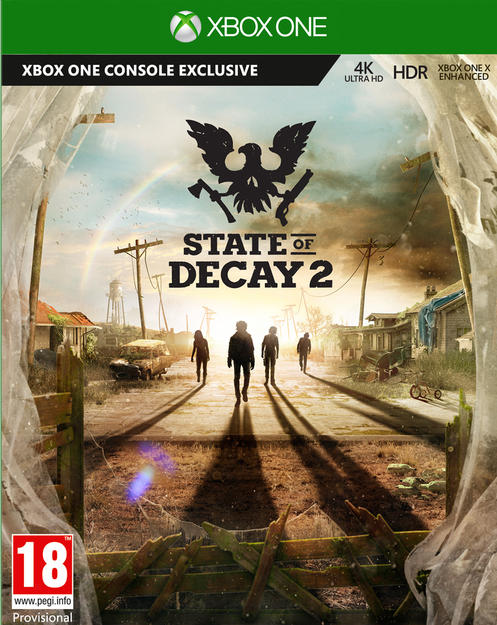 XBOX ONE
XBOX ONE CONSOLE EXCLUSIVE
4K
ULTRA HD
HDR
XBOX ONE X
ENHANCED
STATE OF
DECAY 2
18
TM
www.pegi.info
Provisional